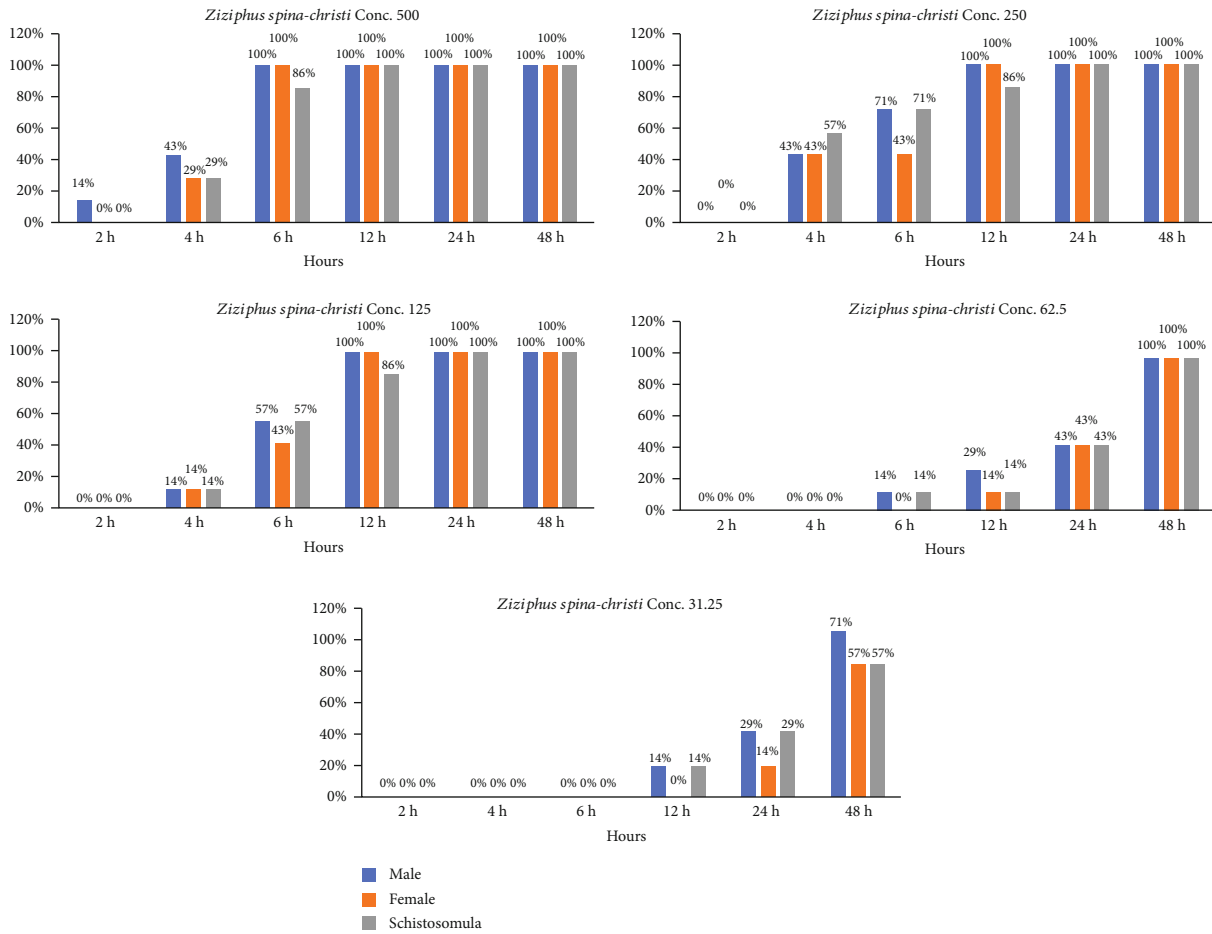 Ziziphus spina-christi Conc. 500
120%
100%
80%
60%
40%
20%
0%
14%
0% 0%
43%
29%
29%
100%
100%
86%
100%
100%
100%
100%
100%
100%
100%
100%
100%
2 h
4 h
6 h
12 h
24 h
48 h
Hours
Ziziphus spina-christi Conc. 250
120%
100%
80%
60%
40%
20%
0%
0%
0%
0%
43%
43%
57%
71%
43%
71%
100%
100%
86%
100%
100%
100%
100%
100%
100%
2 h
4 h
6 h
12 h
24 h
48 h
Hours
Ziziphus spina-christi Conc. 125
120%
100%
80%
60%
40%
20%
0%
0% 0% 0%
14%
14%
14%
57%
43%
57%
100%
100%
86%
100%
100%
100%
100%
100%
100%
2 h
4 h
6 h
12 h
24 h
48 h
Hours
Ziziphus spina-christi Conc. 62.5
120%
100%
80%
60%
40%
20%
0%
0% 0% 0%
0% 0% 0%
14%
0%
14%
29%
14%
14%
43%
43%
43%
100%
100%
100%
2 h
4 h
6 h
12 h
24 h
48 h
Hours
Ziziphus spina-christi Conc. 31.25
120%
100%
80%
60%
40%
20%
0%
0% 0% 0%
0% 0% 0%
0% 0% 0%
14%
0%
14%
29%
14%
29%
71%
57%
57%
2 h
4 h
6 h
12 h
24 h
48 h
Hours
Male
Female
Schistosomula